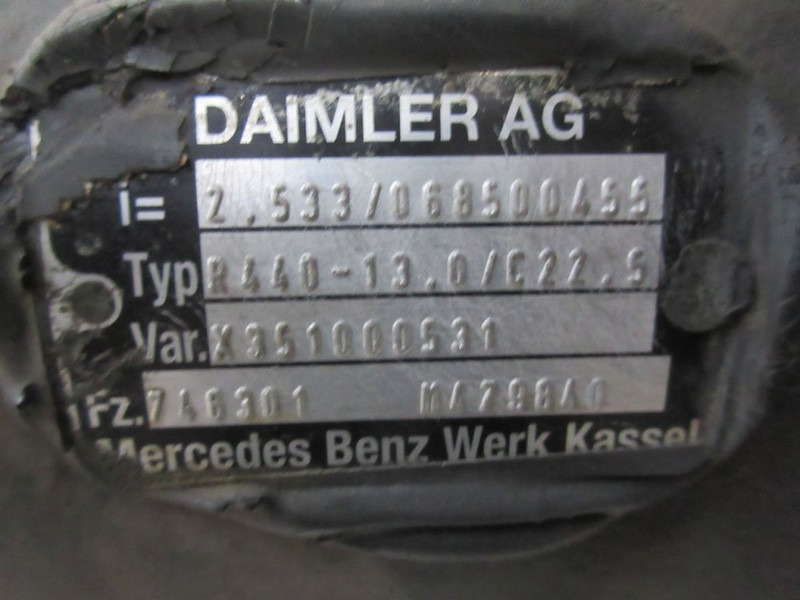 DAIMLER AG
i= 2.533/068500455
Typ R440-13.0/C22.5
Var. X351000531
Fz. 746301 MA79840
Mercedes Benz Werk Kassel